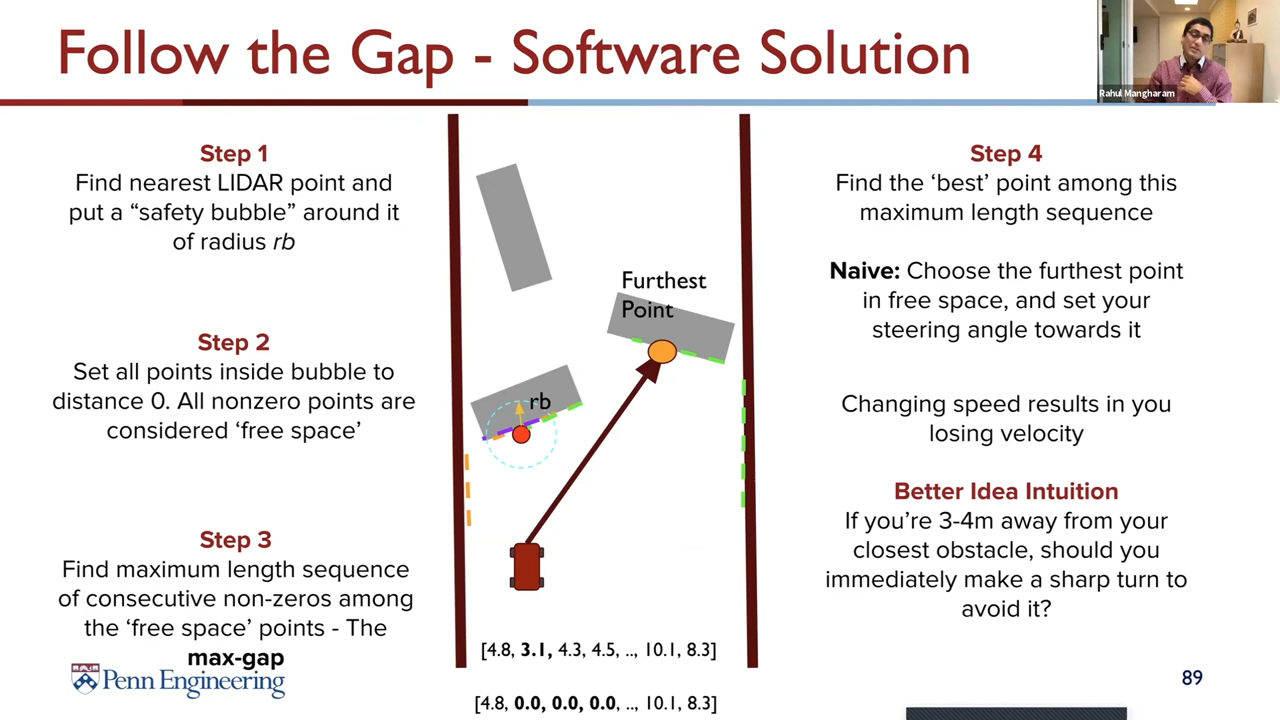 Follow the Gap - Software Solution
Rahul Mangharam
Step 1
Find nearest LIDAR point and
put a “safety bubble” around it
of radius rb
Step 2
Set all points inside bubble to
distance 0. All nonzero points are
considered ‘free space’
Step 3
Find maximum length sequence
of consecutive non-zeros among
the ‘free space’ points - The
max-gap
Penn Engineering
Furthest
Point
rb
[4.8, 3.1, 4.3, 4.5, .., 10.1, 8.3]
[4.8, 0.0, 0.0, 0.0, .., 10.1, 8.3]
Step 4
Find the ‘best’ point among this
maximum length sequence
Naive: Choose the furthest point
in free space, and set your
steering angle towards it
Changing speed results in you
losing velocity
Better Idea Intuition
If you’re 3-4m away from your
closest obstacle, should you
immediately make a sharp turn to
avoid it?
89